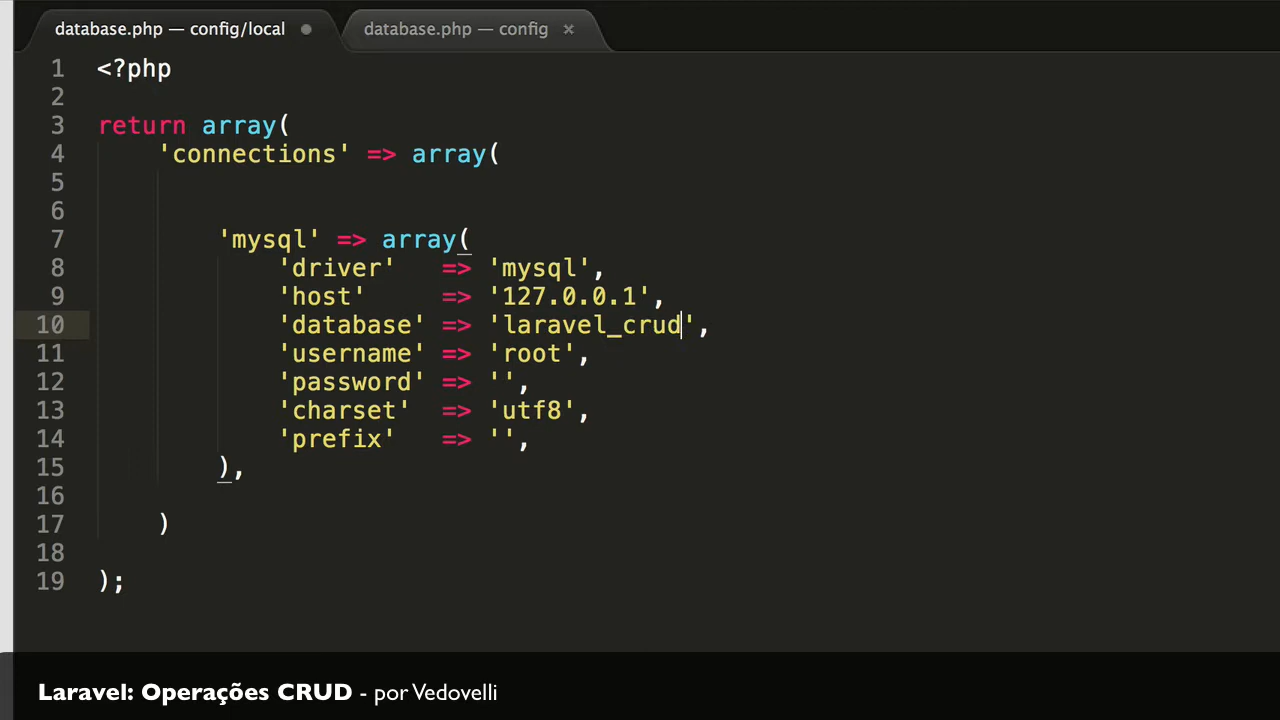 database.php — config/local
database.php — config ×
1 <?php
2
3 return array(
4     'connections' => array(
5
6
7         'mysql' => array(
8             'driver'   => 'mysql',
9             'host'     => '127.0.0.1',
10             'database' => 'laravel_crud',
11             'username' => 'root',
12             'password' => '',
13             'charset'  => 'utf8',
14             'prefix'   => '',
15         ),
16
17     )
18
19 );
Laravel: Operações CRUD - por Vedovelli